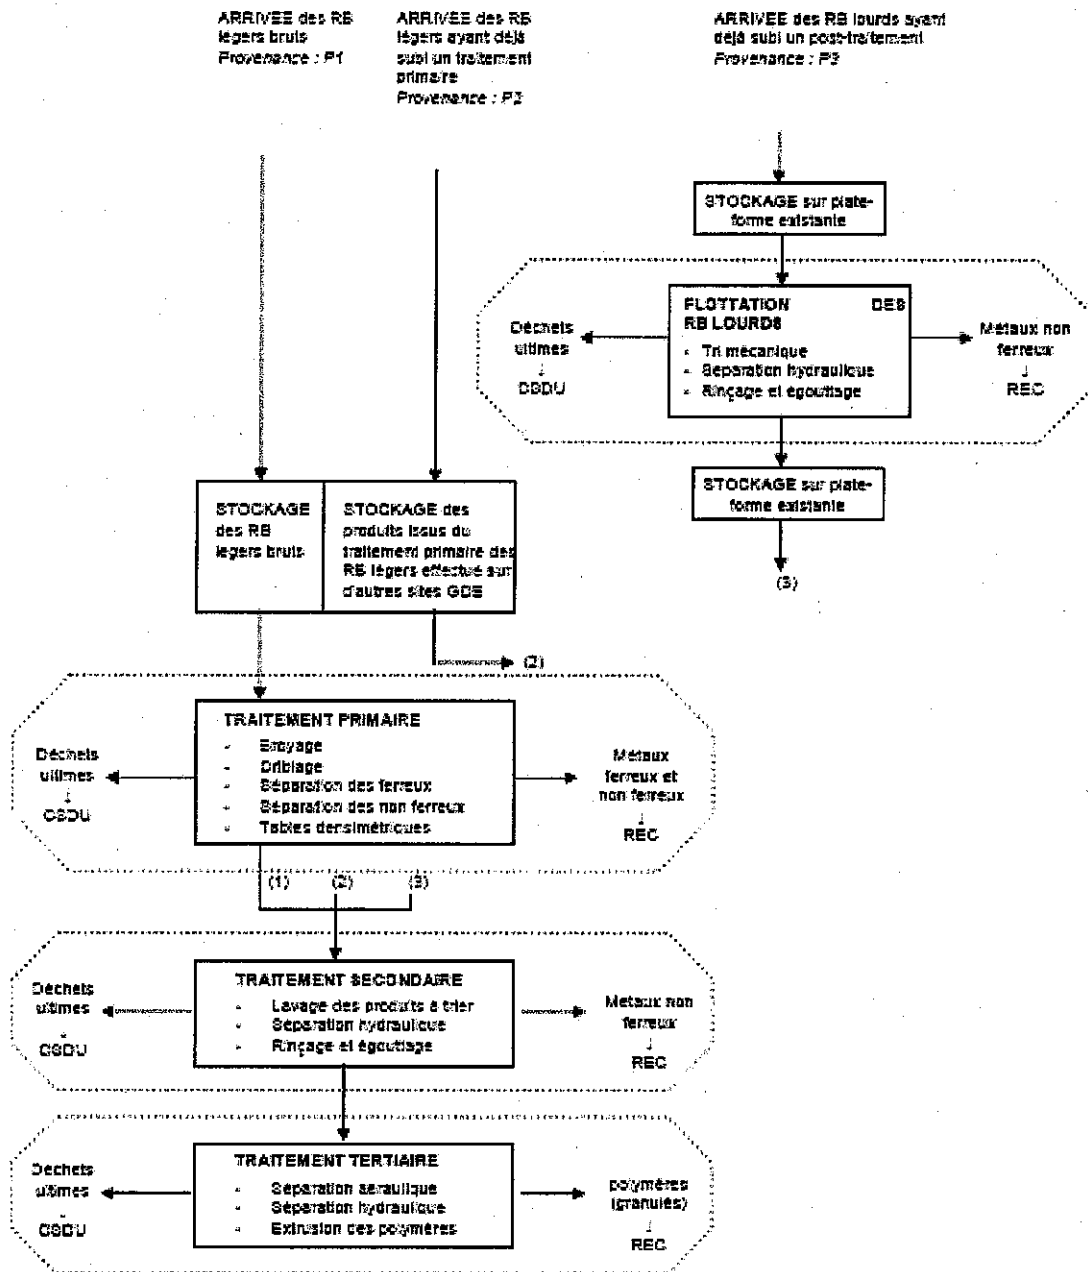 ARRIVEE des RB
légers bruts
Provenance : P1
ARRIVEE des RB
légers ayant déjà
subi un traitement
primaire
Provenance : P2
ARRIVEE des RB lourds ayant
déjà subi un post-traitement
Provenance : P3
STOCKAGE sur plate-
forme existante
FLOTTATION DES
RB LOURDS
Tri mécanique
Séparation hydraulique
Rinçage et égouttage
Déchets
ultimes
↓
CSDU
Métaux non
ferreux
↓
REC
STOCKAGE sur plate-
forme existante
(3)
STOCKAGE
des RB
légers bruts
STOCKAGE des
produits issus du
traitement primaire des
RB légers effectué sur
d'autres sites GDE
(2)
TRAITEMENT PRIMAIRE
Broyage
Criblage
Séparation des ferreux
Séparation des non ferreux
Tables densimétriques
Déchets
ultimes
↓
CSDU
Métaux
ferreux et
non ferreux
↓
REC
(1) (2) (3)
TRAITEMENT SECONDAIRE
Lavage des produits à trier
Séparation hydraulique
Rinçage et égouttage
Déchets
ultimes
↓
CSDU
Métaux non
ferreux
↓
REC
TRAITEMENT TERTIAIRE
Séparation aéraulique
Séparation hydraulique
Extrusion des polymères
Déchets
ultimes
↓
CSDU
polymères
(granulés)
↓
REC